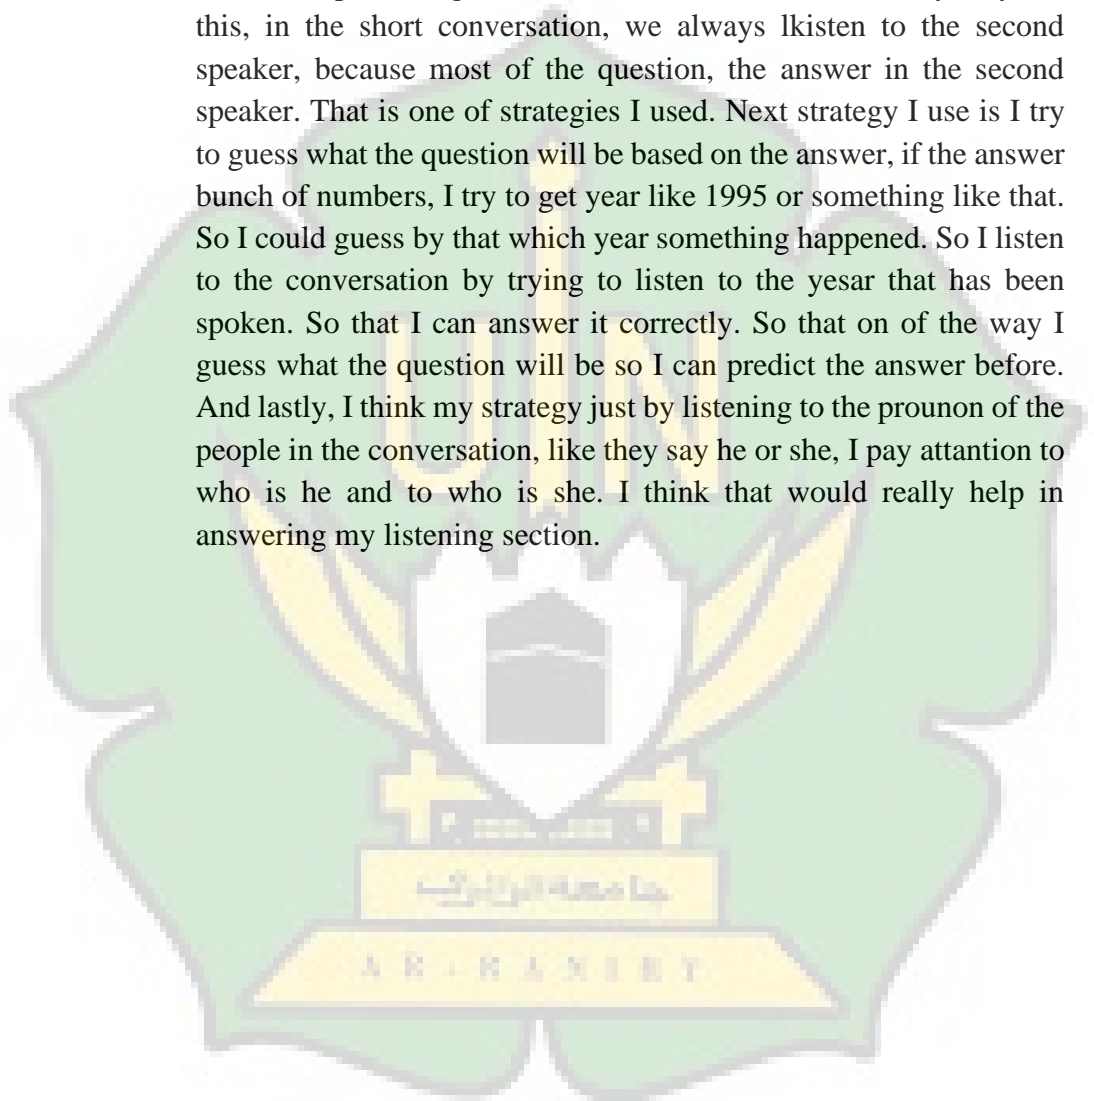 this, in the short conversation, we always lkisten to the second
speaker, because most of the question, the answer in the second
speaker. That is one of strategies I used. Next strategy I use is I try
to guess what the question will be based on the answer, if the answer
bunch of numbers, I try to get year like 1995 or something like that.
So I could guess by that which year something happened. So I listen
to the conversation by trying to listen to the yesar that has been
spoken. So that I can answer it correctly. So that on of the way I
guess what the question will be so I can predict the answer before.
And lastly, I think my strategy just by listening to the prounon of the
people in the conversation, like they say he or she, I pay attantion to
who is he and to who is she. I think that would really help in
answering my listening section.
UIN
جامعة الرانري
AR-RANIRY